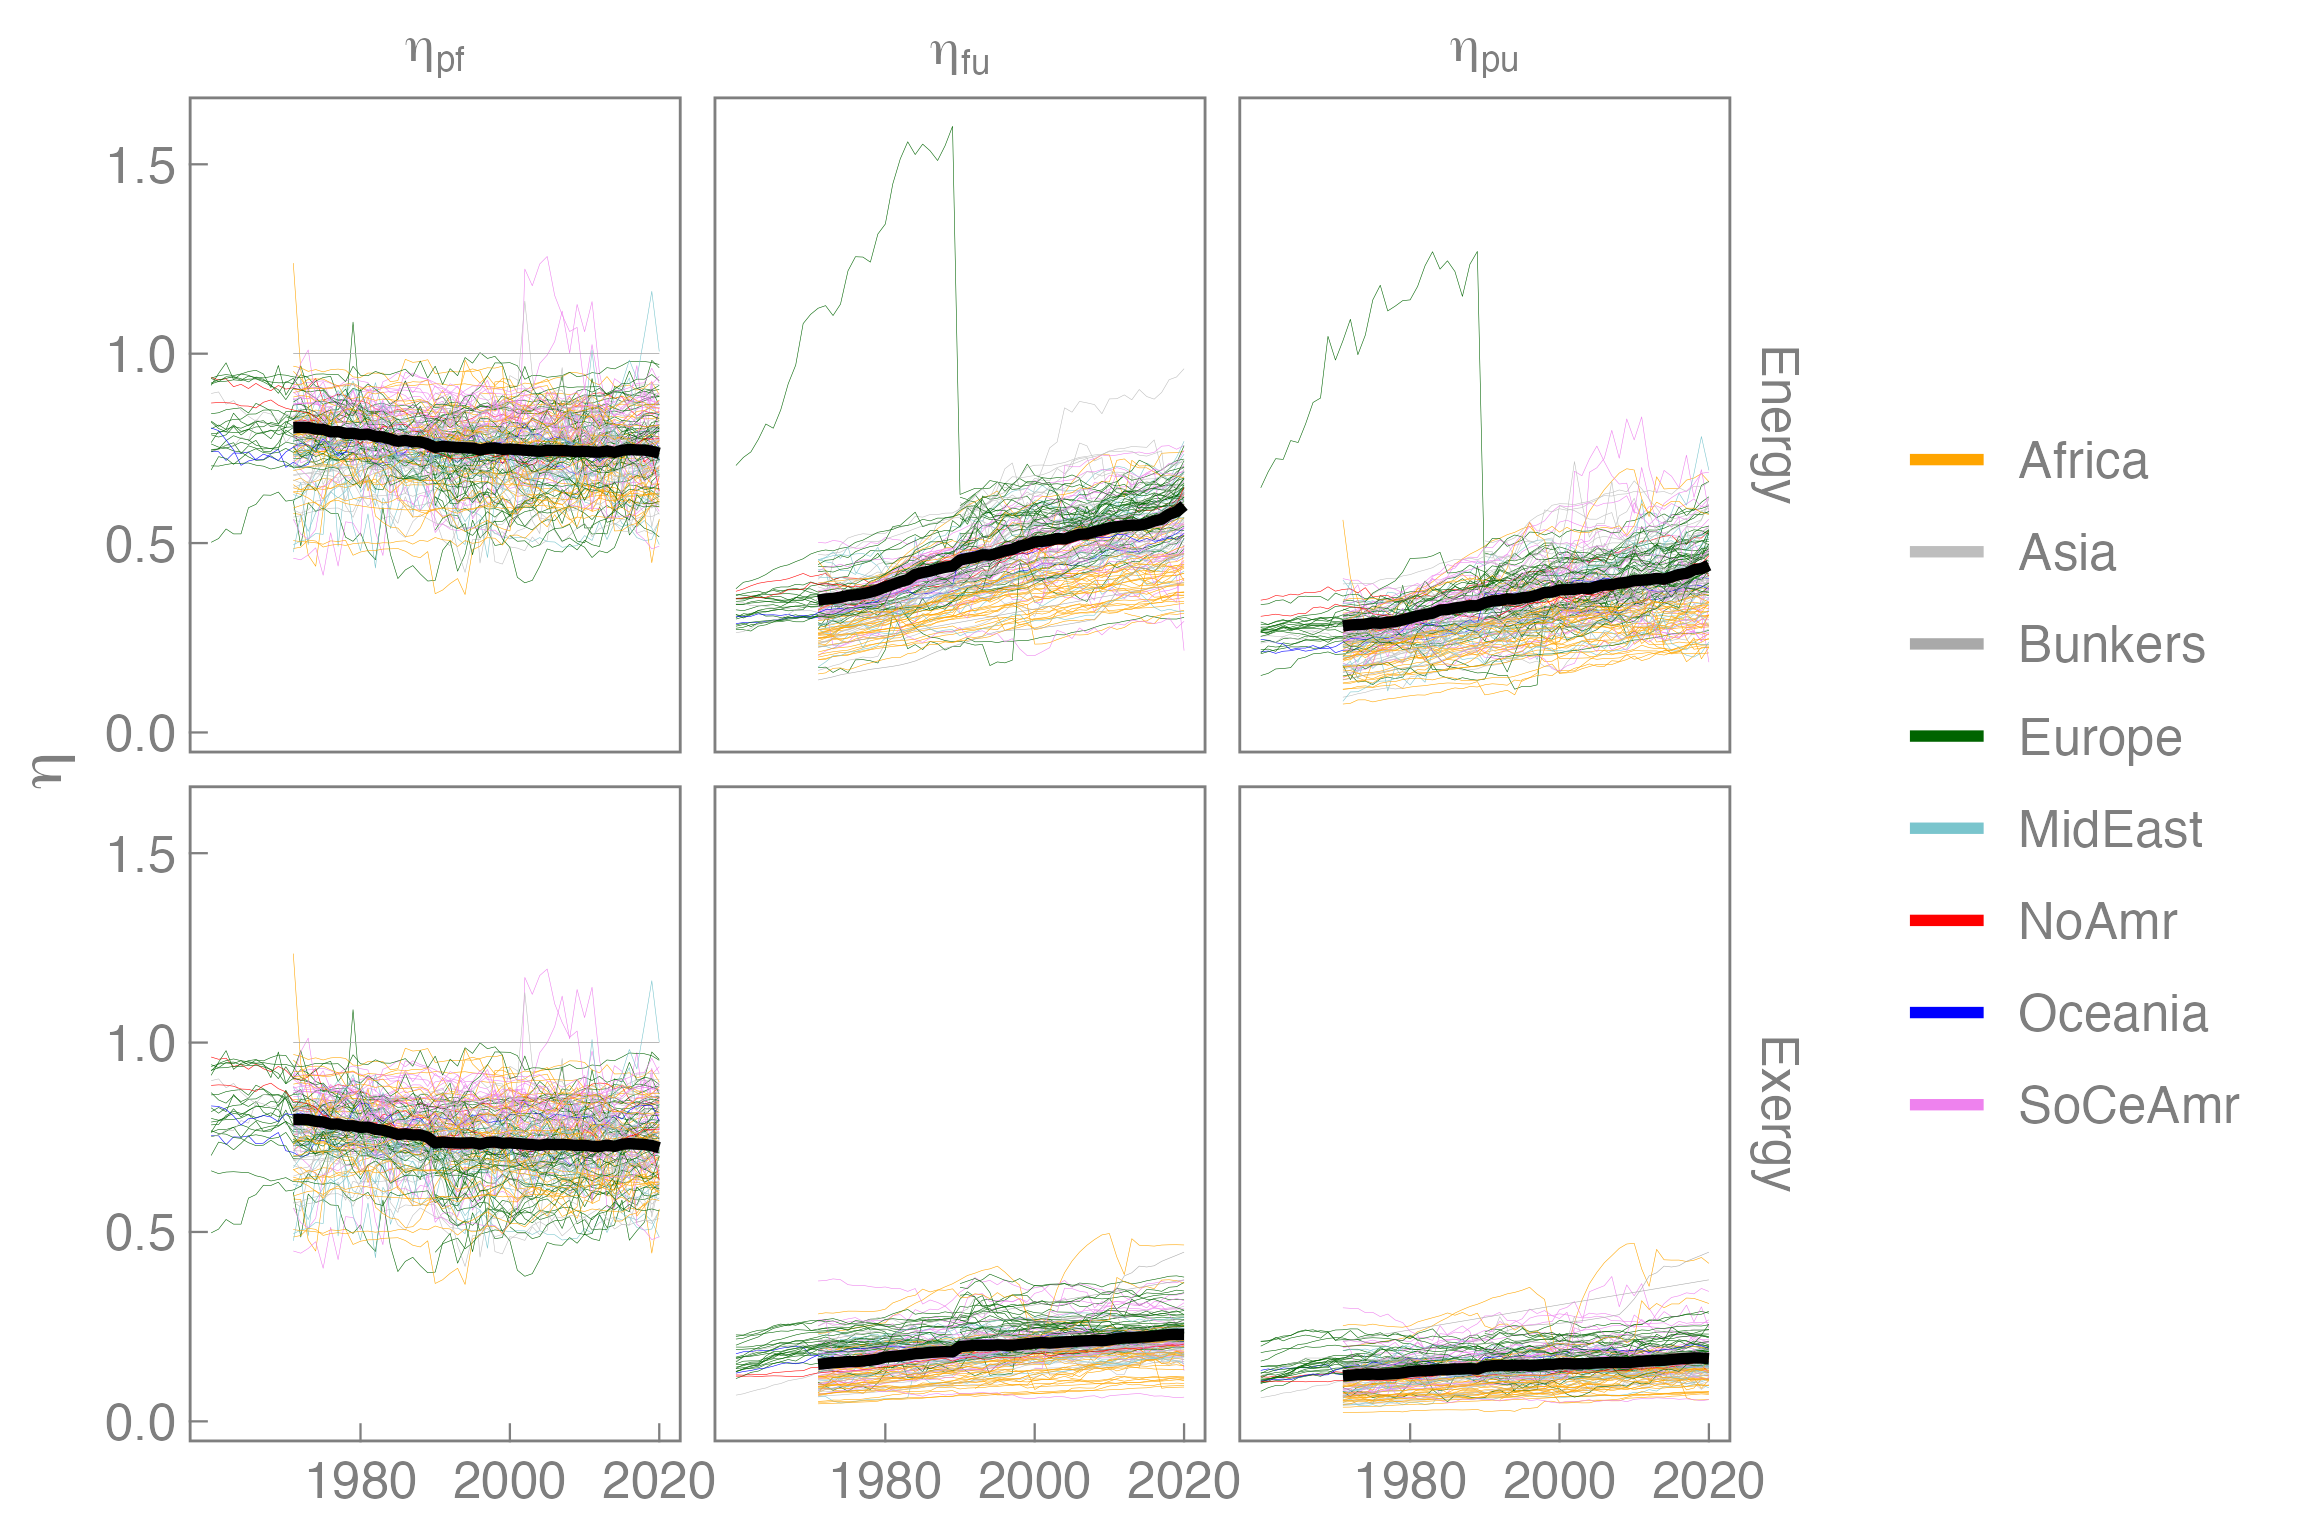 ηpf ηfu ηpu
1.5
1.0
0.5
0.0
Energy
η
1.5
1.0
0.5
0.0
Exergy
1980 2000 2020 1980 2000 2020 1980 2000 2020
Africa
Asia
Bunkers
Europe
MidEast
NoAmr
Oceania
SoCeAmr